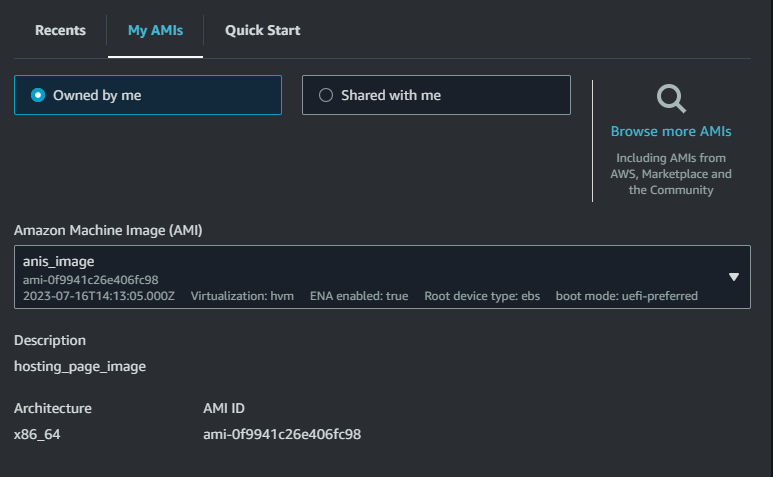 Recents
My AMIs
Quick Start
Owned by me
Shared with me
Browse more AMIs
Including AMIs from
AWS, Marketplace and
the Community
Amazon Machine Image (AMI)
anis_image
ami-0f9941c26e406fc98
2023-07-16T14:13:05.000Z Virtualization: hvm ENA enabled: true Root device type: ebs boot mode: uefi-preferred
Description
hosting_page_image
Architecture AMI ID
x86_64 ami-0f9941c26e406fc98